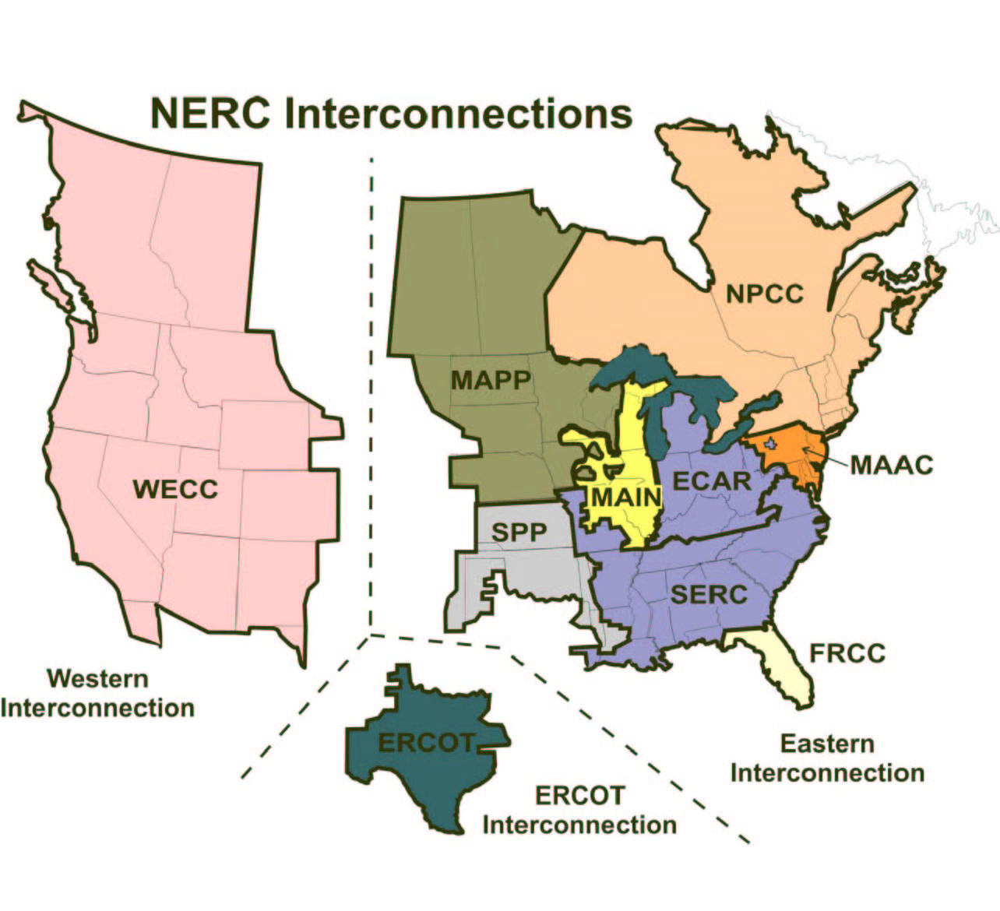 NERC Interconnections
NPCC
MAPP
MAAC
ECAR
WECC
MAIN
SPP
SERC
FRCC
Western
Interconnection
ERCOT
Eastern
Interconnection
ERCOT
Interconnection